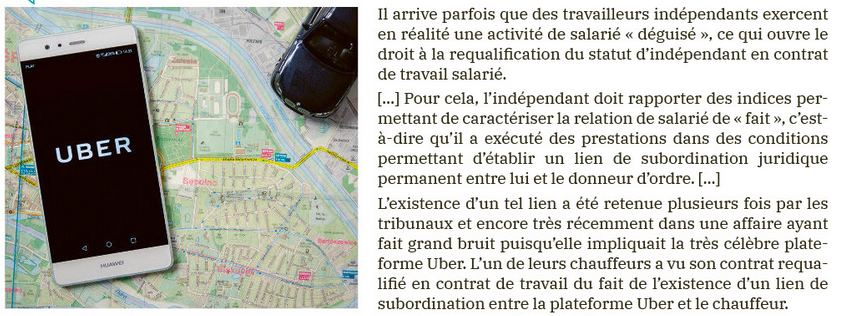 UBER
HUAWEI
Il arrive parfois que des travailleurs indépendants exercent
en réalité une activité de salarié « déguisé », ce qui ouvre le
droit à la requalification du statut d’indépendant en contrat
de travail salarié.
[...] Pour cela, l’indépendant doit rapporter des indices per-
mettant de caractériser la relation de salarié de « fait », c’est-
à-dire qu’il a exécuté des prestations dans des conditions
permettant d’établir un lien de subordination juridique
permanent entre lui et le donneur d’ordre. [...]
L’existence d’un tel lien a été retenue plusieurs fois par les
tribunaux et encore très récemment dans une affaire ayant
fait grand bruit puisqu’elle impliquait la très célèbre plate-
forme Uber. L’un de leurs chauffeurs a vu son contrat requa-
lifié en contrat de travail du fait de l’existence d’un lien de
subordination entre la plateforme Uber et le chauffeur.